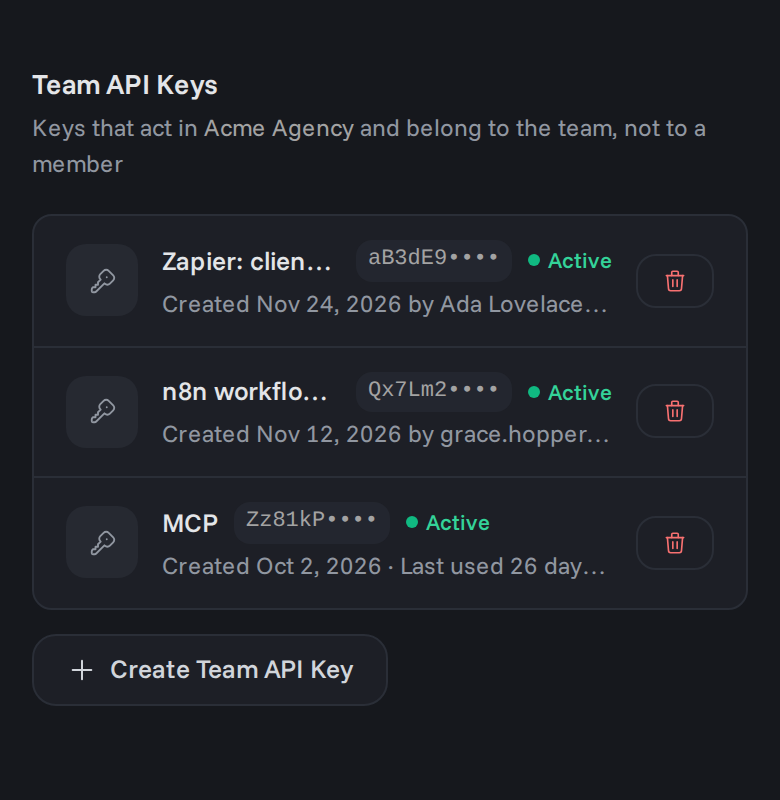 Team API Keys
Keys that act in Acme Agency and belong to the team, not to a
member
Zapier: clien… aB3dE9•••• Active
Created Nov 24, 2026 by Ada Lovelace…
n8n workflo… Qx7Lm2•••• Active
Created Nov 12, 2026 by grace.hopper…
MCP Zz81kP•••• Active
Created Oct 2, 2026 · Last used 26 day…
Create Team API Key